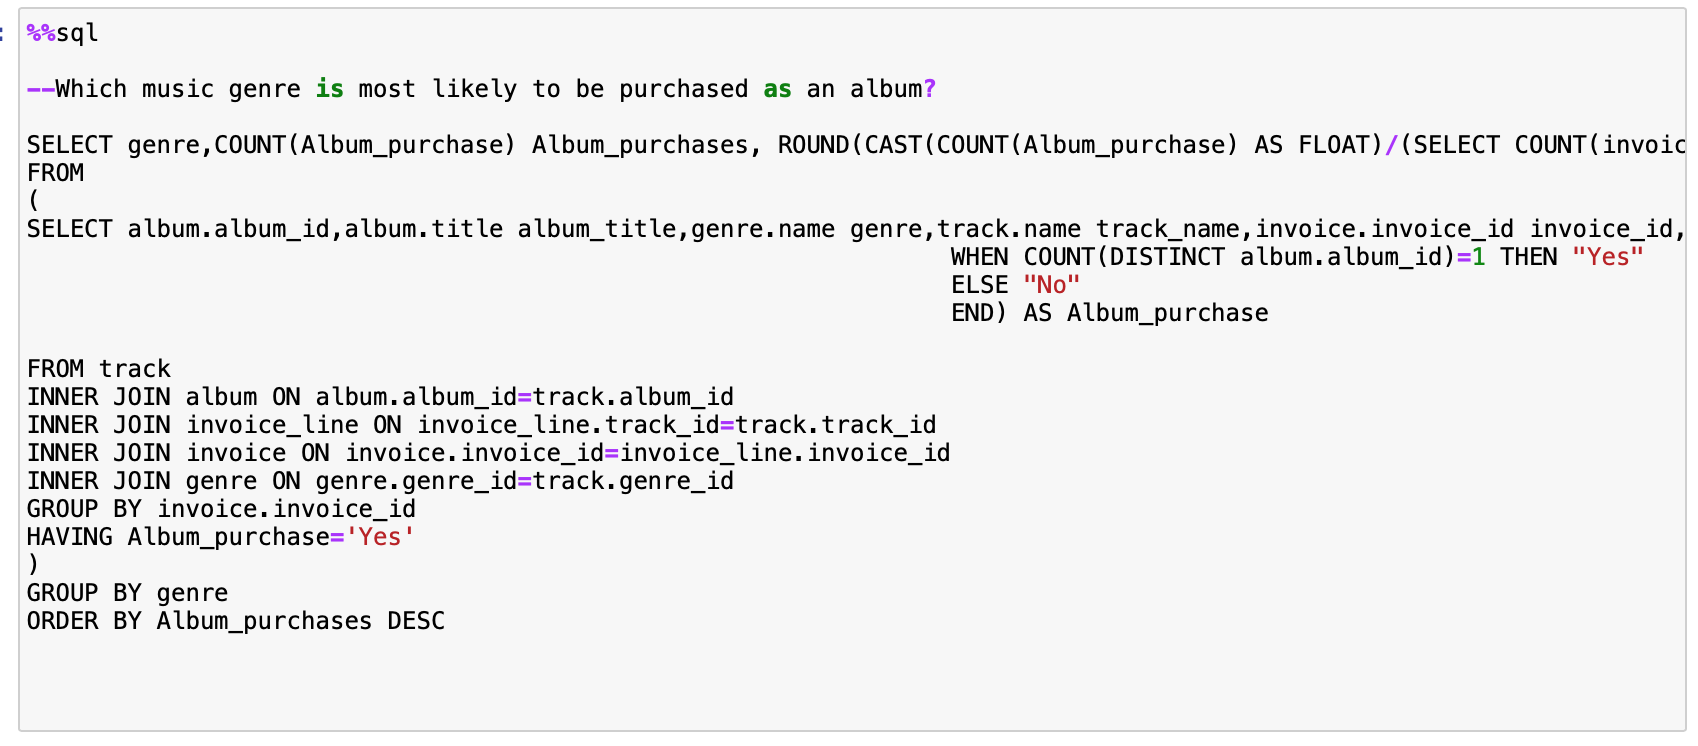 :
%%sql
--Which music genre is most likely to be purchased as an album?
SELECT genre,COUNT(Album_purchase) Album_purchases, ROUND(CAST(COUNT(Album_purchase) AS FLOAT)/(SELECT COUNT(invoic
FROM
(
SELECT album.album_id,album.title album_title,genre.name genre,track.name track_name,invoice.invoice_id invoice_id,
WHEN COUNT(DISTINCT album.album_id)=1 THEN "Yes"
ELSE "No"
END) AS Album_purchase
FROM track
INNER JOIN album ON album.album_id=track.album_id
INNER JOIN invoice_line ON invoice_line.track_id=track.track_id
INNER JOIN invoice ON invoice.invoice_id=invoice_line.invoice_id
INNER JOIN genre ON genre.genre_id=track.genre_id
GROUP BY invoice.invoice_id
HAVING Album_purchase='Yes'
)
GROUP BY genre
ORDER BY Album_purchases DESC